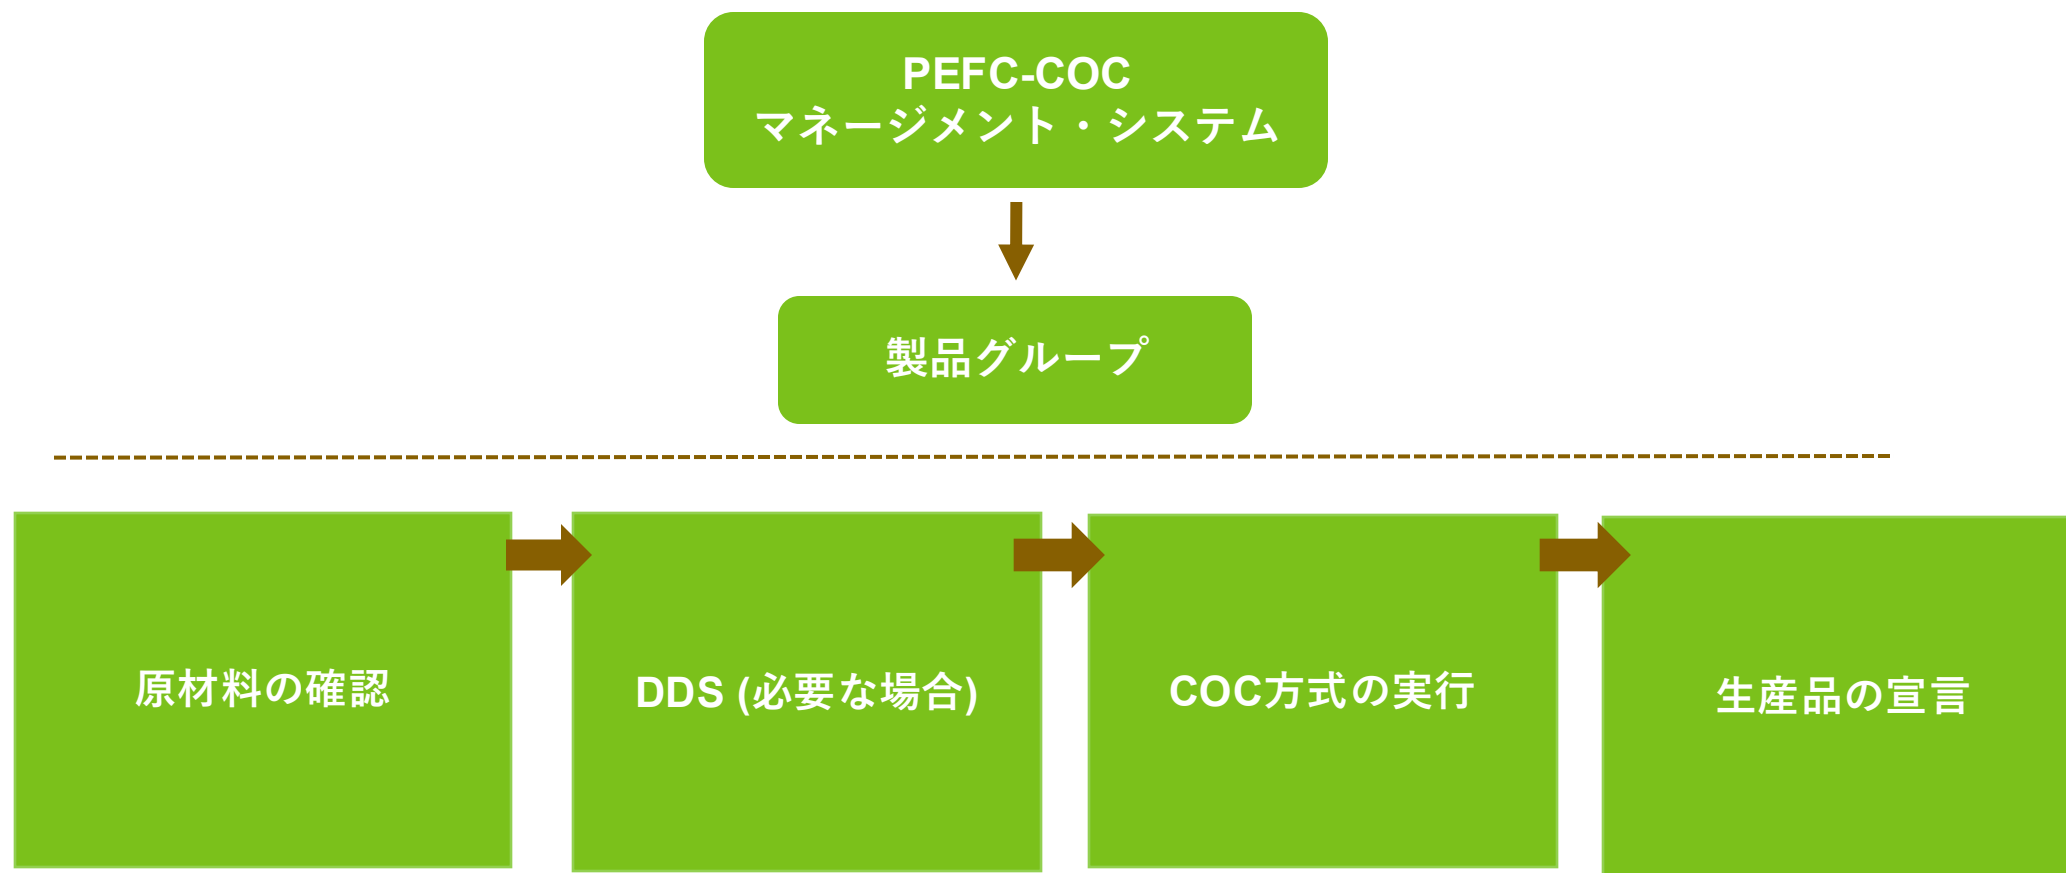 PEFC-COC
マネージメント・システム
製品グループ
原材料の確認
DDS (必要な場合)
COC方式の実行
生産品の宣言